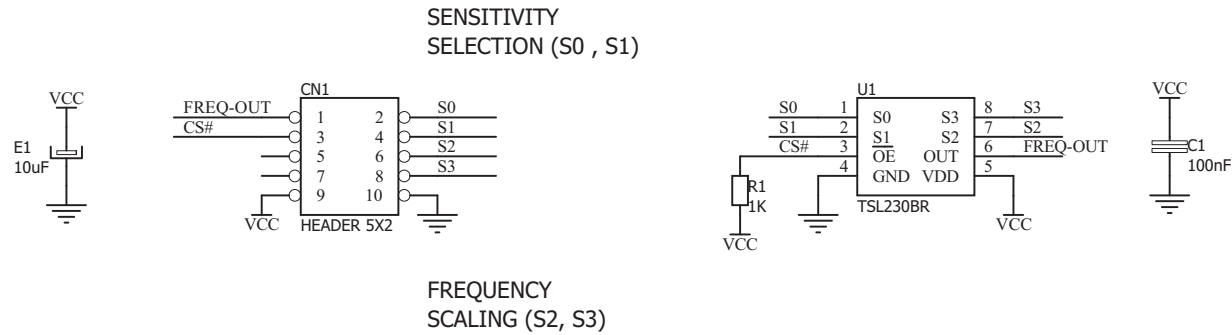 SENSITIVITY
SELECTION (S0 , S1)
VCC
E1
10uF
CN1
FREQ-OUT 1 2 S0
CS# 3 4 S1
5 6 S2
7 8 S3
9 10
VCC
HEADER 5X2
U1
S0 1 S0 S3 8 S3
S1 2 S1 S2 7 S2
CS# 3 OE OUT 6 FREQ-OUT
4 GND VDD 5
R1
1K
VCC
TSL230BR
VCC
VCC
C1
100nF
FREQUENCY
SCALING (S2, S3)